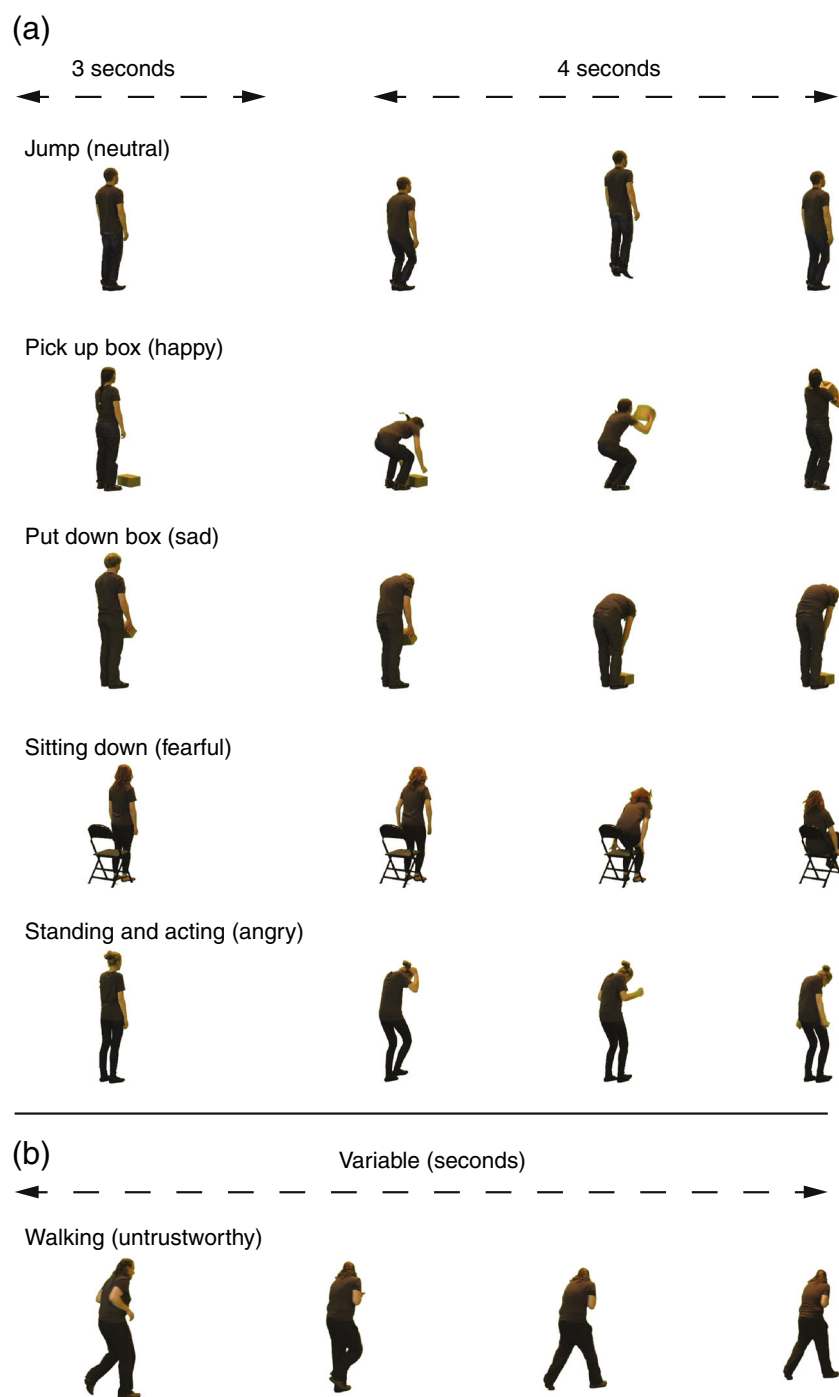 (a)
3 seconds
4 seconds
Jump (neutral)
Pick up box (happy)
Put down box (sad)
Sitting down (fearful)
Standing and acting (angry)
(b)
Variable (seconds)
Walking (untrustworthy)